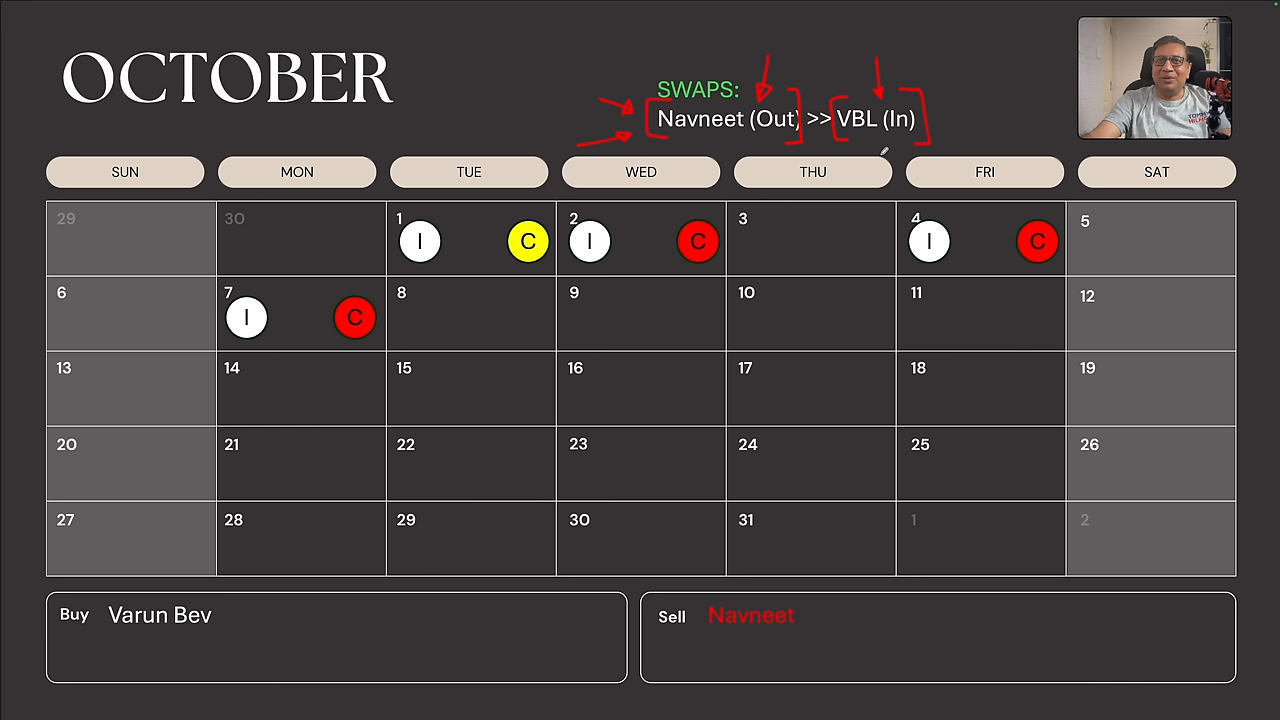 OCTOBER
SWAPS:
Navneet (Out) >> VBL (In)
SUN MON TUE WED THU FRI SAT
29 30 1 2 3 4 5
I C I C I C
6 7 8 9 10 11 12
I C
13 14 15 16 17 18 19
20 21 22 23 24 25 26
27 28 29 30 31 1 2
Buy Varun Bev
Sell Navneet